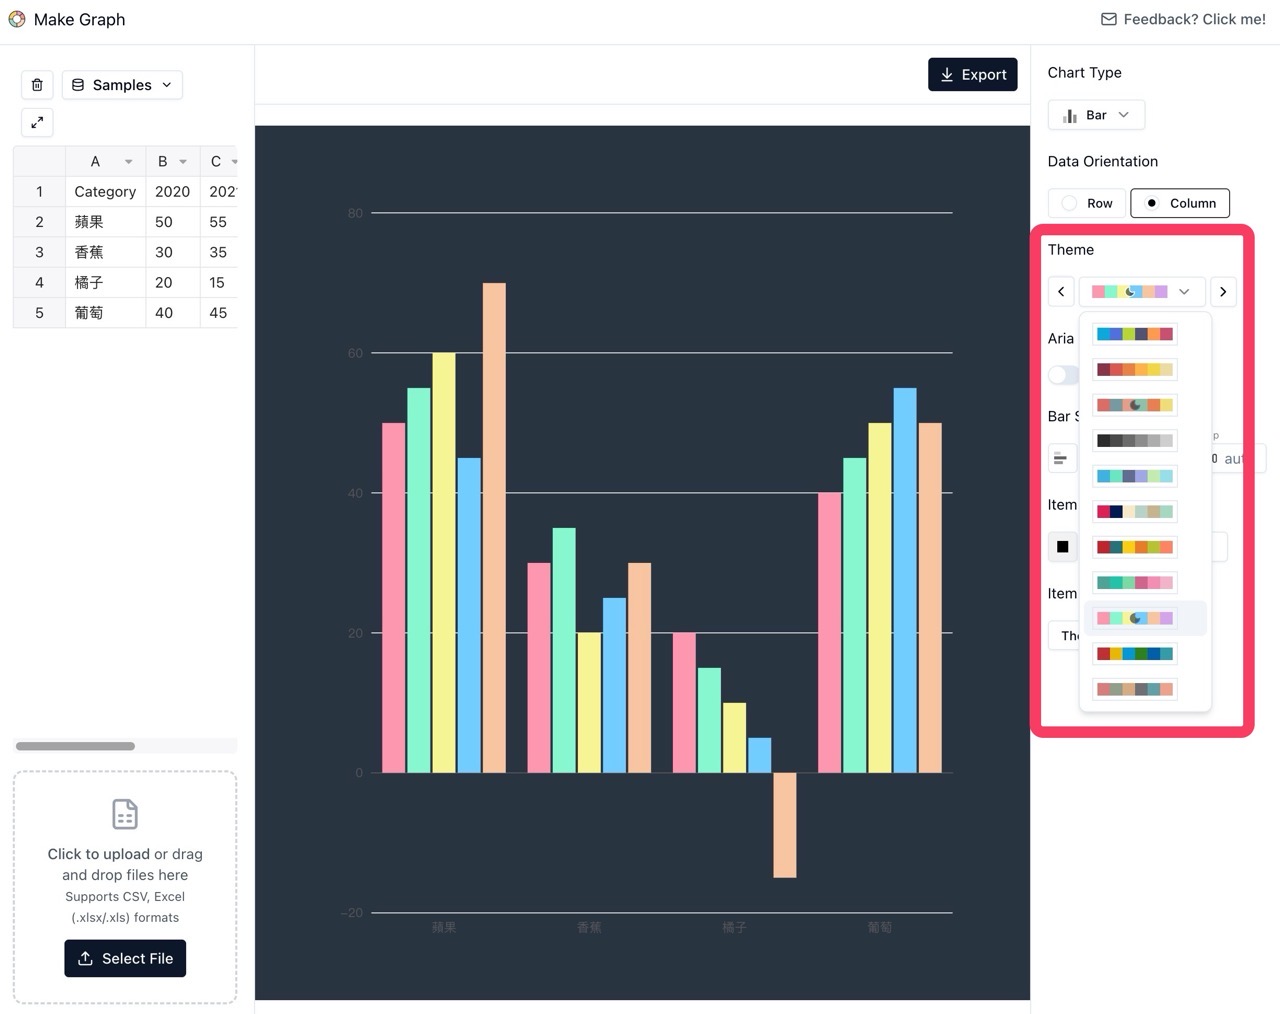 Make Graph
Feedback? Click me!
Samples
Export
A B C
1 Category 2020 202
2 蘋果 50 55
3 香蕉 30 35
4 橘子 20 15
5 葡萄 40 45
Click to upload or drag
and drop files here
Supports CSV, Excel
(.xlsx/.xls) formats
Select File
80
60
40
20
0
−20
蘋果 香蕉 橘子 葡萄
Chart Type
Bar
Data Orientation
Row Column
Theme
Aria
Bar S
p
0 aut
Item
Item
The